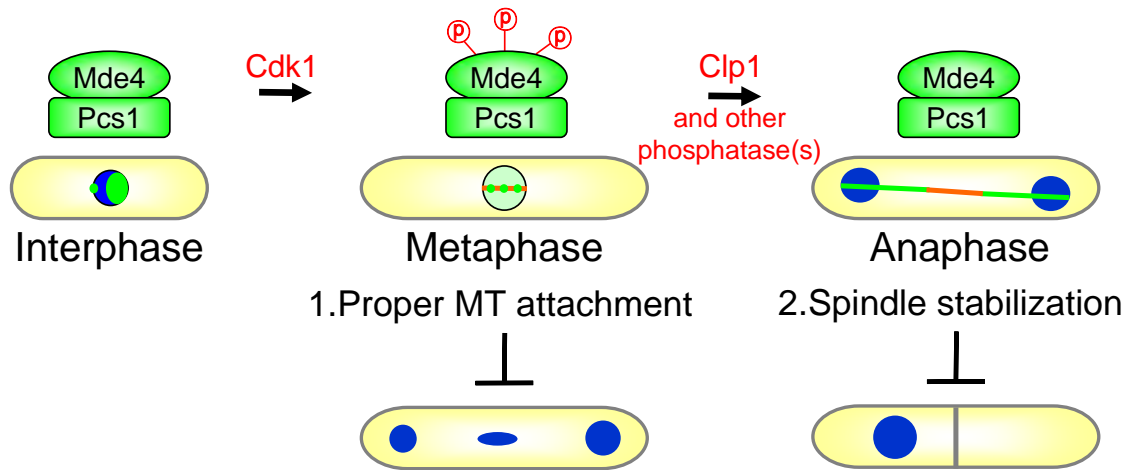 Mde4
Pcs1
Cdk1
p p p
Mde4
Pcs1
Clp1
and other
phosphatase(s)
Mde4
Pcs1
Interphase
Metaphase
Anaphase
1.Proper MT attachment
2.Spindle stabilization